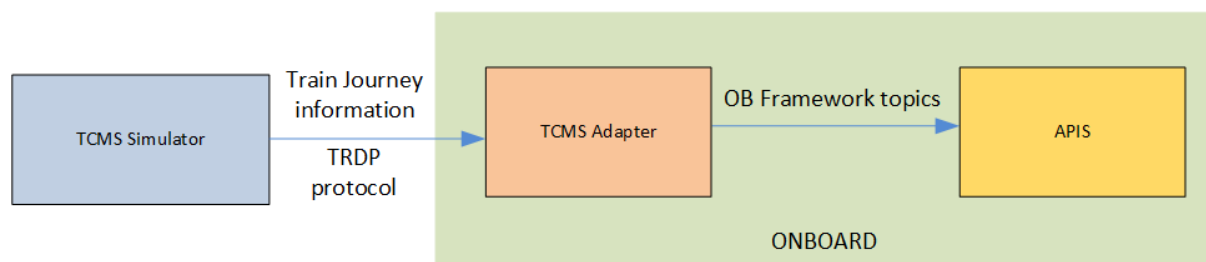 TCMS Simulator
Train Journey
information
TRDP
protocol
TCMS Adapter
OB Framework topics
APIS
ONBOARD